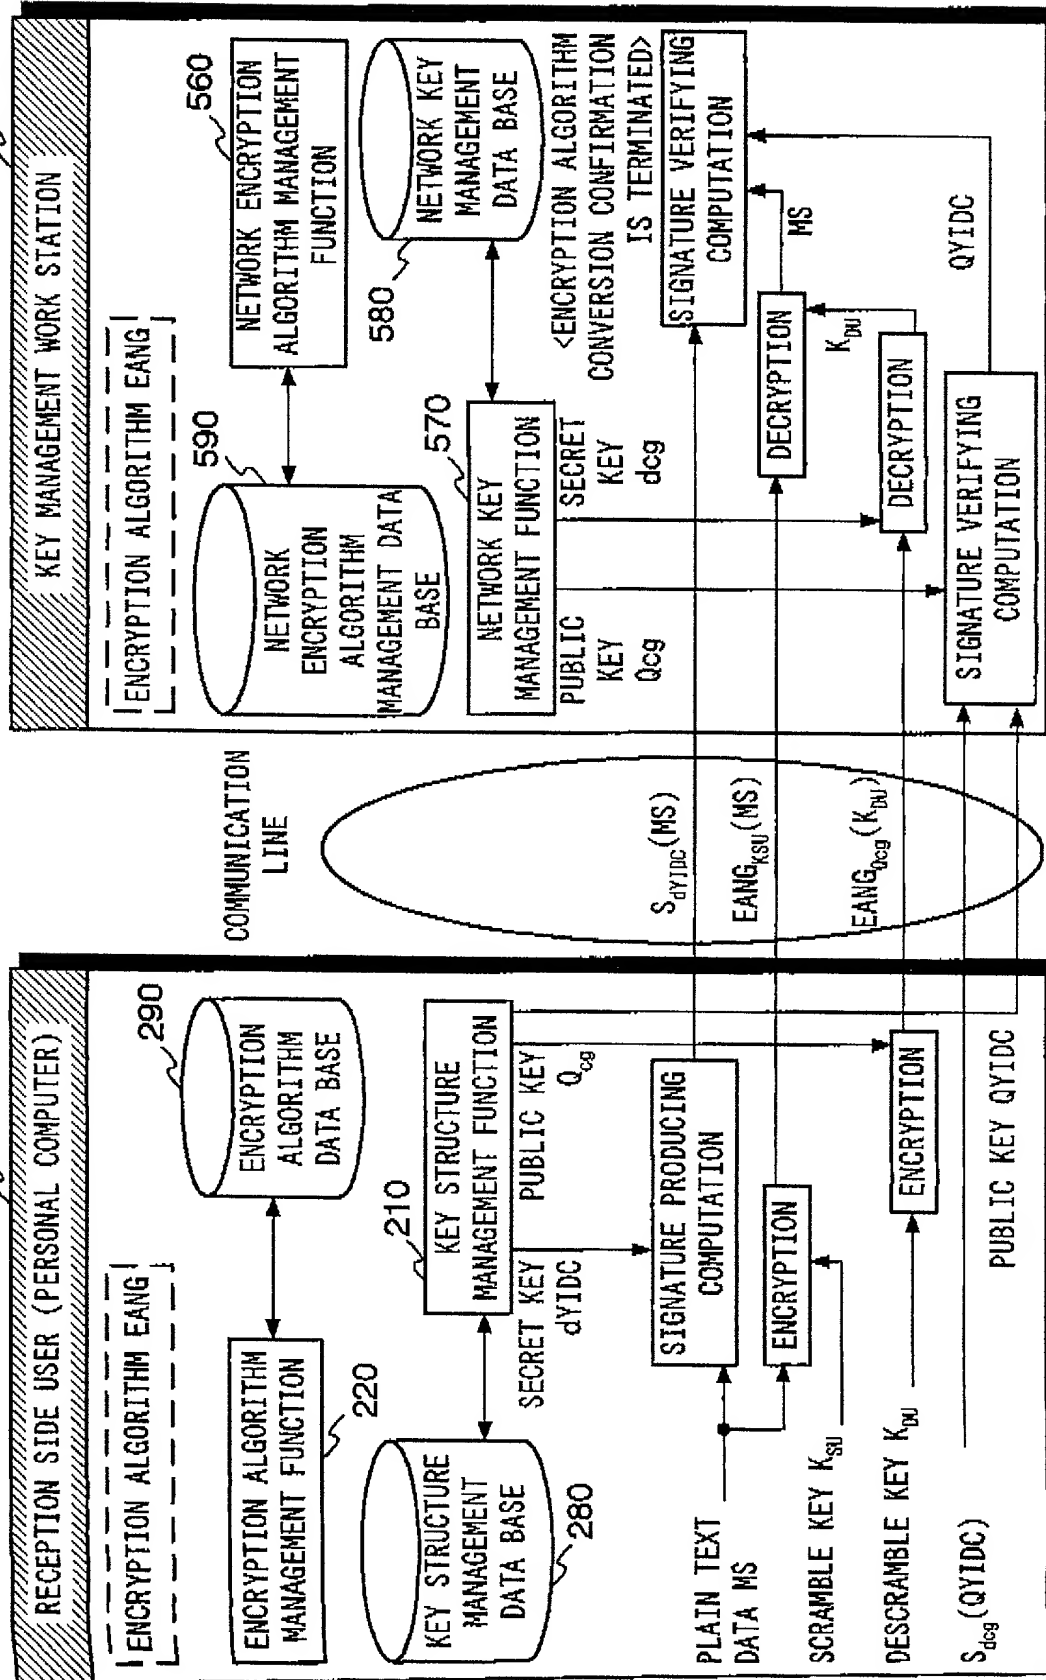 RECEPTION SIDE USER (PERSONAL COMPUTER)
ENCRYPTION ALGORITHM EANG
ENCRYPTION ALGORITHM
MANAGEMENT FUNCTION
220
290
ENCRYPTION
ALGORITHM
DATA BASE
KEY STRUCTURE
MANAGEMENT
DATA BASE
280
210
KEY STRUCTURE
MANAGEMENT FUNCTION
SECRET KEY
dYIDC
PUBLIC KEY
Qcg
PLAIN TEXT
DATA MS
SIGNATURE PRODUCING
COMPUTATION
ENCRYPTION
SCRAMBLE KEY KSU
DESCRAMBLE KEY KDU
ENCRYPTION
Sdcg(QYIDC)
PUBLIC KEY QYIDC
COMMUNICATION
LINE
SdYIDC(MS)
EANGKSU(MS)
EANGQcg(KDU)
KEY MANAGEMENT WORK STATION
ENCRYPTION ALGORITHM EANG
590
NETWORK
ENCRYPTION
ALGORITHM
MANAGEMENT DATA
BASE
560
NETWORK ENCRYPTION
ALGORITHM MANAGEMENT
FUNCTION
570
NETWORK KEY
MANAGEMENT FUNCTION
580
NETWORK KEY
MANAGEMENT
DATA BASE
PUBLIC
KEY
Qcg
SECRET
KEY
dcg
<ENCRYPTION ALGORITHM
CONVERSION CONFIRMATION
IS TERMINATED>
SIGNATURE VERIFYING
COMPUTATION
MS
DECRYPTION
KDU
DECRYPTION
QYIDC
SIGNATURE VERIFYING
COMPUTATION